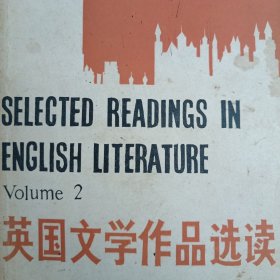 SELECTED READINGS IN
ENGLISH LITERATURE
Volume 2
英国文学作品选读